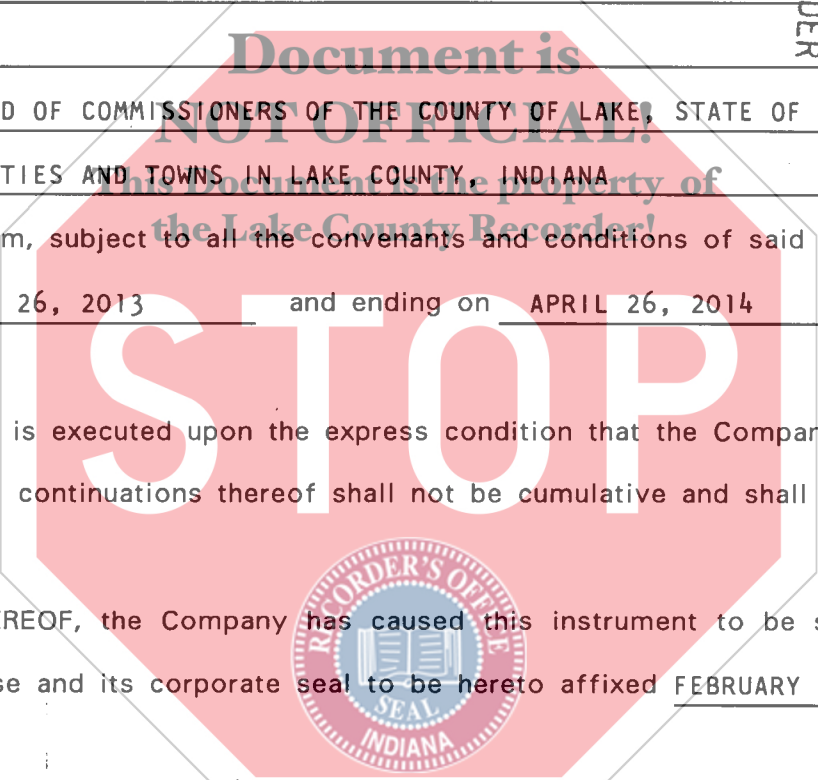 DER
Document is
D OF COMMISSIONERS OF THE COUNTY OF LAKE, STATE OF
NOT OFFICIAL!
TIES AND TOWNS IN LAKE COUNTY, INDIANA
This Document is the property of
the Lake County Recorder!
m, subject to all the convenants and conditions of said
26, 2013 and ending on APRIL 26, 2014
STOP
is executed upon the express condition that the Compan
continuations thereof shall not be cumulative and shall
RECORDER'S OFFICE
EREOF, the Company has caused this instrument to be s
se and its corporate seal to be hereto affixed FEBRUARY
SEAL
INDIANA